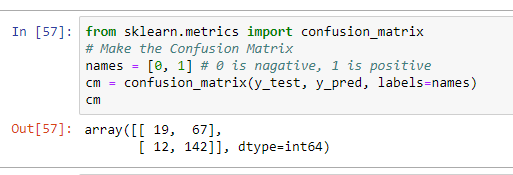 In [57]: from sklearn.metrics import confusion_matrix
# Make the Confusion Matrix
names = [0, 1] # 0 is nagative, 1 is positive
cm = confusion_matrix(y_test, y_pred, labels=names)
cm
Out[57]: array([[ 19,  67],
       [ 12, 142]], dtype=int64)